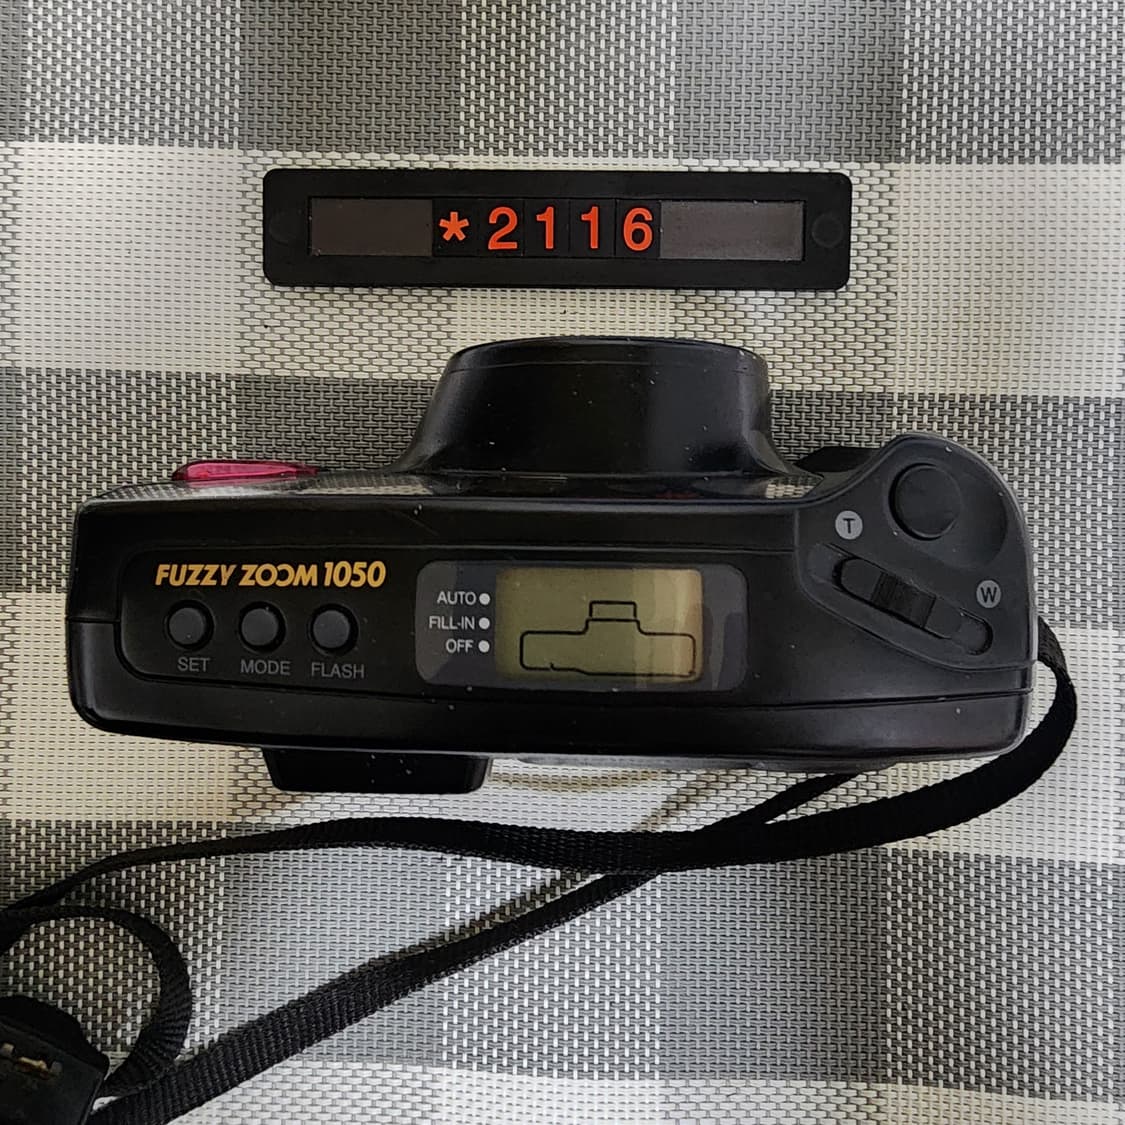 *2116
T
FUZZY ZOOM 1050
AUTO
W
FILL-IN
OFF
SET MODE FLASH